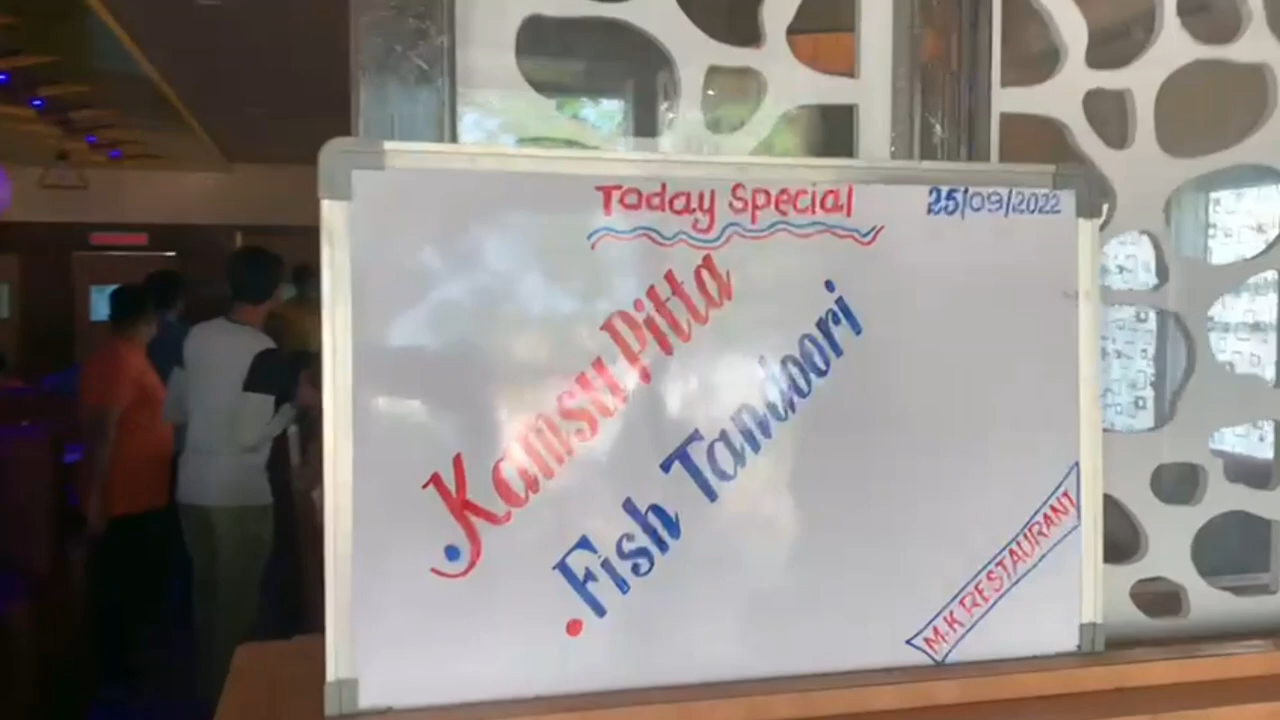 Today Special
25/09/2022
Kamsu Pitta
.Fish Tandoori
M.K RESTAURANT